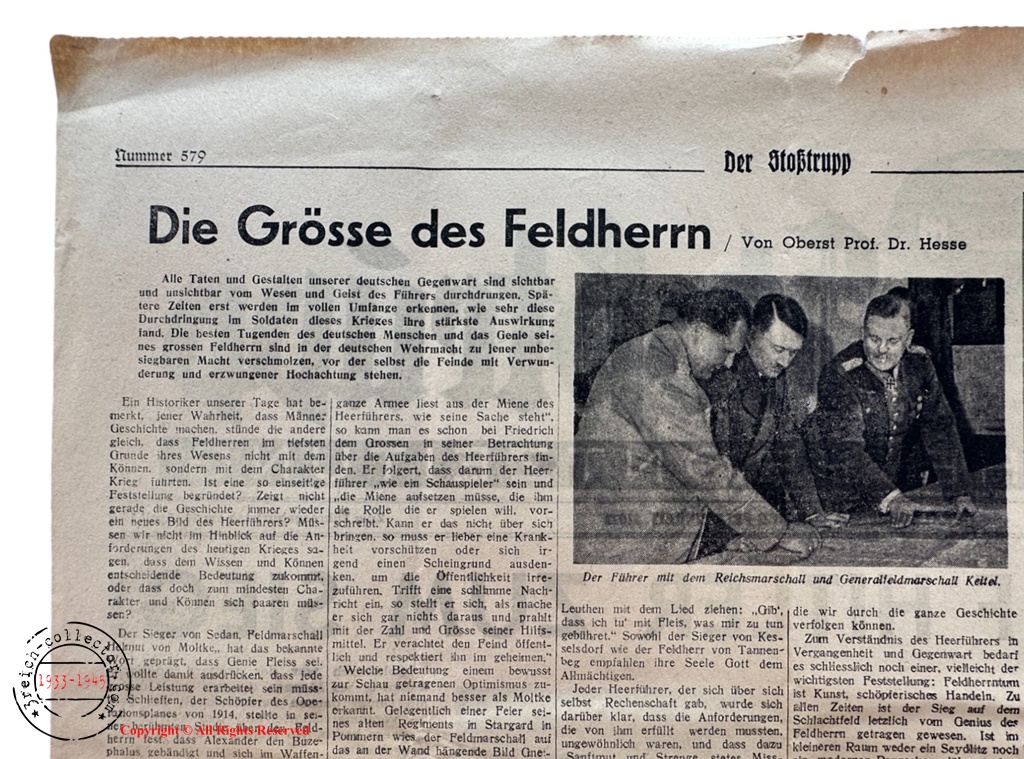 Nummer 579
Der Stoßtrupp
Die Grösse des Feldherrn / Von Oberst Prof. Dr. Hesse
Alle Taten und Gestalten unserer deutschen Gegenwart sind sichtbar
und unsichtbar vom Wesen und Geist des Führers durchdrungen. Spä-
tere Zeiten erst werden im vollen Umfange erkennen, wie sehr diese
Durchdringung im Soldaten dieses Krieges ihre stärkste Auswirkung
fand. Die besten Tugenden des deutschen Menschen und das Genie sei-
nes grossen Feldherrn sind in der deutschen Wehrmacht zu jener unbe-
siegbaren Macht verschmolzen, vor der selbst die Feinde mit Verwun-
derung und erzwungener Hochachtung stehen.
Ein Historiker unserer Tage hat be-
merkt, jener Wahrheit, dass Männer
Geschichte machen, stünde die andere
gleich, dass Feldherren im tiefsten
Grunde ihres Wesens nicht mit dem
Können, sondern mit dem Charakter
Krieg führten. Ist eine so einseitige
Feststellung begründet? Zeigt nicht
gerade die Geschichte immer wieder
ein neues Bild des Heerführers? Müs-
sen wir nicht im Hinblick auf die An-
forderungen des heutigen Krieges sa-
gen, dass dem Wissen und Können
entscheidende Bedeutung zukommt,
oder dass doch zum mindesten Cha-
rakter und Können sich paaren müs-
sen?
Der Sieger von Sedan, Feldmarschall
Helmut von Moltke,, hat das bekannte
geprägt, dass Genie Fleiss sei.
wollte damit ausdrücken, dass jede
grosse Leistung erarbeitet sein müss-
Schlieffen, der Schöpfer des Ope-
rationsplanes von 1914, stellte in sei-
ner berühmten Studie über den Feld-
herrn fest, dass Alexander den Buze-
phalus gebändigt und sich im Waffen-
ganze Armee liest aus der Miene des
Heerführers, wie seine Sache steht",
so kann man es schon bei Friedrich
dem Grossen in seiner Betrachtung
über die Aufgaben des Heerführers fin-
den. Er folgert, dass darum der Heer-
führer „wie ein Schauspieler" sein und
„die Miene aufsetzen müsse, die ihm
die Rolle die er spielen will, vor-
schreibt. Kann er das nicht über sich
bringen, so muss er lieber eine Krank-
heit vorschützen oder sich ir-
gend einen Scheingrund ausden-
ken, um die Öffentlichkeit irre-
zuführen. Trifft eine schlimme Nach-
richt ein, so stellt er sich, als mache
er sich gar nichts daraus und prahlt
mit der Zahl und Grösse seiner Hilfs-
mittel. Er verachtet den Feind öffent-
lich und respektiert ihn im geheimen."
Welche Bedeutung einem bewusst
zur Schau getragenen Optimismus zu-
kommt, hat niemand besser als Moltke
erkannt. Gelegentlich einer Feier sei-
nes alten Regiments in Stargard in
Pommern wies der Feldmarschall auf
das an der Wand hängende Bild Gnei-
Der Führer mit dem Reichsmarschall und Generalfeldmarschall Keitel.
Leuthen mit dem Lied ziehen: „Gib',
dass ich tu' mit Fleis, was mir zu tun
gebühret." Sowohl der Sieger von Kes-
selsdorf wie der Feldherr von Tannen-
berg empfahlen ihre Seele Gott dem
Allmächtigen.
Jeder Heerführer, der sich über sich
selbst Rechenschaft gab, wurde sich
darüber klar, dass die Anforderungen,
die von ihm erfüllt werden mussten,
ungewöhnlich waren, und dass dazu
Sanftmut und Strenge, stetes Miss-
die wir durch die ganze Geschichte
verfolgen können.
Zum Verständnis des Heerführers in
Vergangenheit und Gegenwart bedarf
es schliesslich noch einer, vielleicht der
wichtigsten Feststellung: Feldherrntum
ist Kunst, schöpferisches Handeln. Zu
allen Zeiten ist der Sieg auf dem
Schlachtfeld letzlich vom Genius des
Feldherrn getragen gewesen. Ist im
kleineren Raum weder ein Seydlitz noch
3reich-collector.com
1933-1945
Copyright © All Rights Reserved